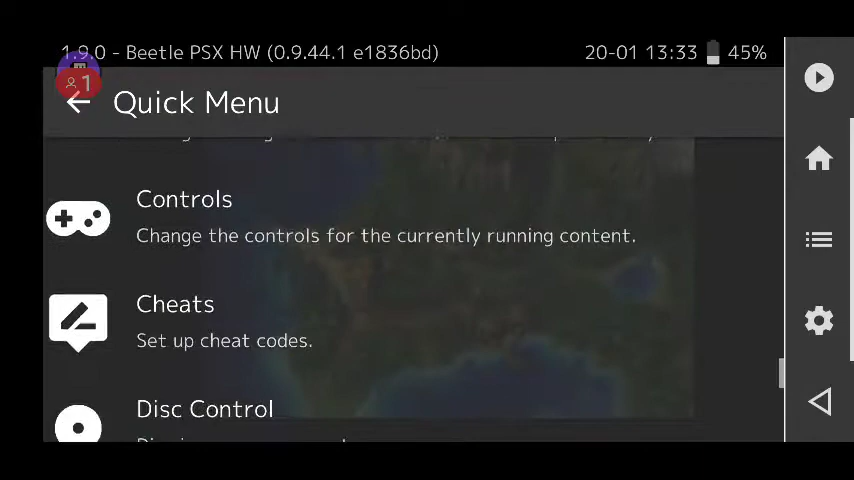 1.9.0 - Beetle PSX HW (0.9.44.1 e1836bd)
20-01 13:33 45%
1
Quick Menu
Controls
Change the controls for the currently running content.
Cheats
Set up cheat codes.
Disc Control